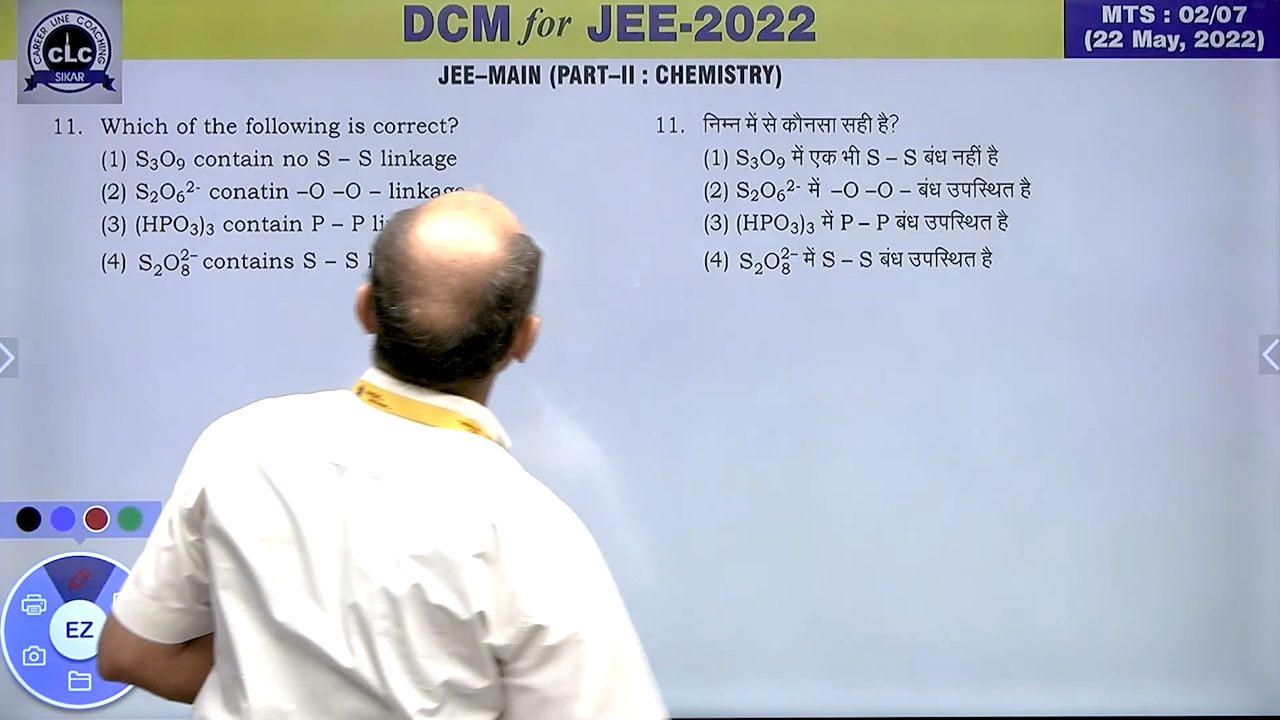 DCM for JEE-2022
MTS : 02/07
(22 May, 2022)
CAREER LINE COACHING
CLC
SIKAR
JEE–MAIN (PART–II : CHEMISTRY)
11. Which of the following is correct?
(1) S₃O₉ contain no S – S linkage
(2) S₂O₆²⁻ conatin –O –O – linkage
(3) (HPO₃)₃ contain P – P
(4) S₂O₈²⁻ contains S – S
11. निम्न में से कौनसा सही है?
(1) S₃O₉ में एक भी S – S बंध नहीं है
(2) S₂O₆²⁻ में –O –O – बंध उपस्थित है
(3) (HPO₃)₃ में P – P बंध उपस्थित है
(4) S₂O₈²⁻ में S – S बंध उपस्थित है
EZ